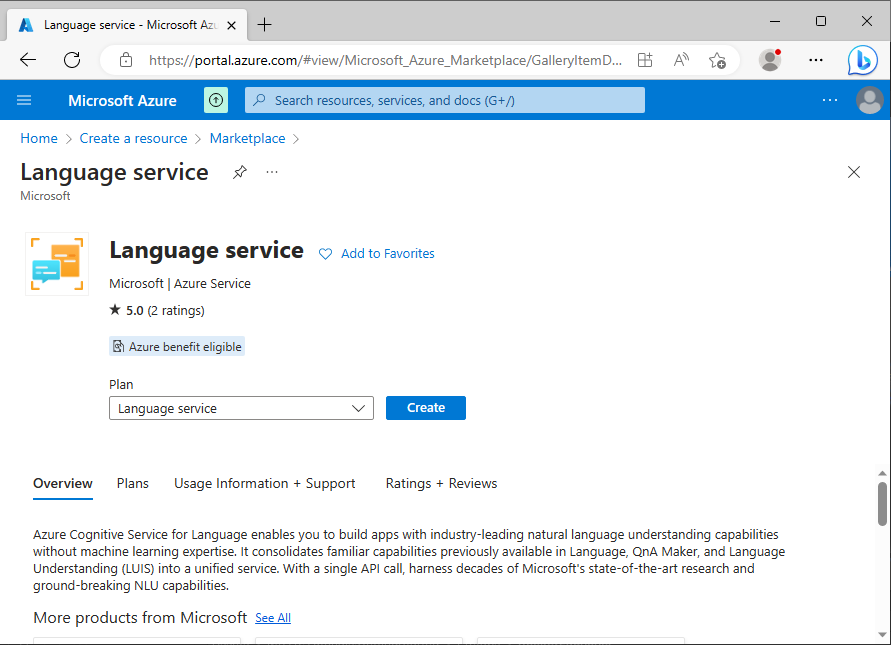 Language service - Microsoft Azu
https://portal.azure.com/#view/Microsoft_Azure_Marketplace/GalleryItemD...
Microsoft Azure
Search resources, services, and docs (G+/)
Home > Create a resource > Marketplace >
Language service
Microsoft
Language service
Add to Favorites
Microsoft | Azure Service
★ 5.0 (2 ratings)
Azure benefit eligible
Plan
Language service
Create
Overview Plans Usage Information + Support Ratings + Reviews
Azure Cognitive Service for Language enables you to build apps with industry-leading natural language understanding capabilities
without machine learning expertise. It consolidates familiar capabilities previously available in Language, QnA Maker, and Language
Understanding (LUIS) into a unified service. With a single API call, harness decades of Microsoft's state-of-the-art research and
ground-breaking NLU capabilities.
More products from Microsoft See All